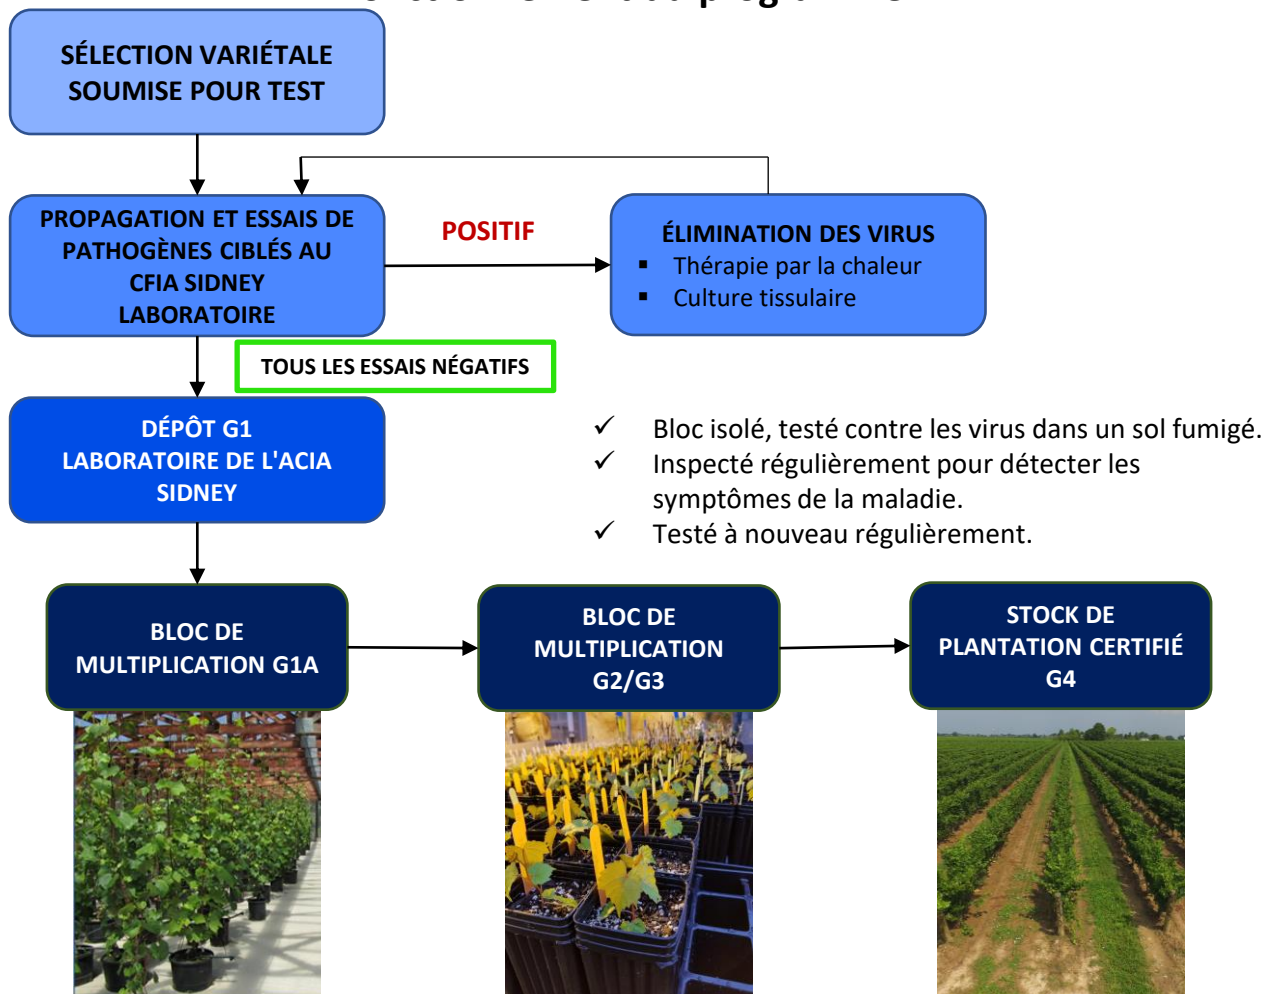 SÉLECTION VARIÉTALE
SOUMISE POUR TEST
PROPAGATION ET ESSAIS DE
PATHOGÈNES CIBLÉS AU
CFIA SIDNEY
LABORATOIRE
POSITIF
ÉLIMINATION DES VIRUS
▪ Thérapie par la chaleur
▪ Culture tissulaire
TOUS LES ESSAIS NÉGATIFS
DÉPÔT G1
LABORATOIRE DE L'ACIA
SIDNEY
✓ Bloc isolé, testé contre les virus dans un sol fumigé.
✓ Inspecté régulièrement pour détecter les
symptômes de la maladie.
✓ Testé à nouveau régulièrement.
BLOC DE
MULTIPLICATION G1A
BLOC DE
MULTIPLICATION
G2/G3
STOCK DE
PLANTATION CERTIFIÉ
G4